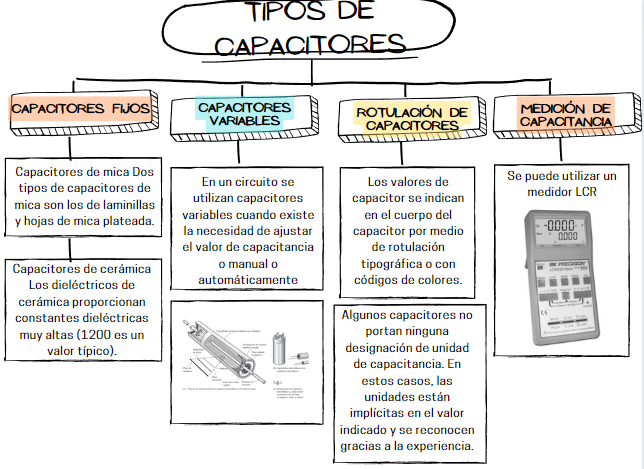 TIPOS DE
CAPACITORES
CAPACITORES FIJOS
CAPACITORES
VARIABLES
ROTULACIÓN DE
CAPACITORES
MEDICIÓN DE
CAPACITANCIA
Capacitores de mica Dos
tipos de capacitores de
mica son los de laminillas
y hojas de mica plateada.
Capacitores de cerámica
Los dieléctricos de
cerámica proporcionan
constantes dieléctricas
muy altas (1200 es un
valor típico).
En un circuito se
utilizan capacitores
variables cuando existe
la necesidad de ajustar
el valor de capacitancia
o manual o
automáticamente
Los valores de
capacitor se indican
en el cuerpo del
capacitor por medio
de rotulación
tipográfica o con
códigos de colores.
Algunos capacitores no
portan ninguna
designación de unidad
de capacitancia. En
estos casos, las
unidades están
implícitas en el valor
indicado y se reconocen
gracias a la experiencia.
Se puede utilizar un
medidor LCR
-0.000
0.000
BK PRECISION